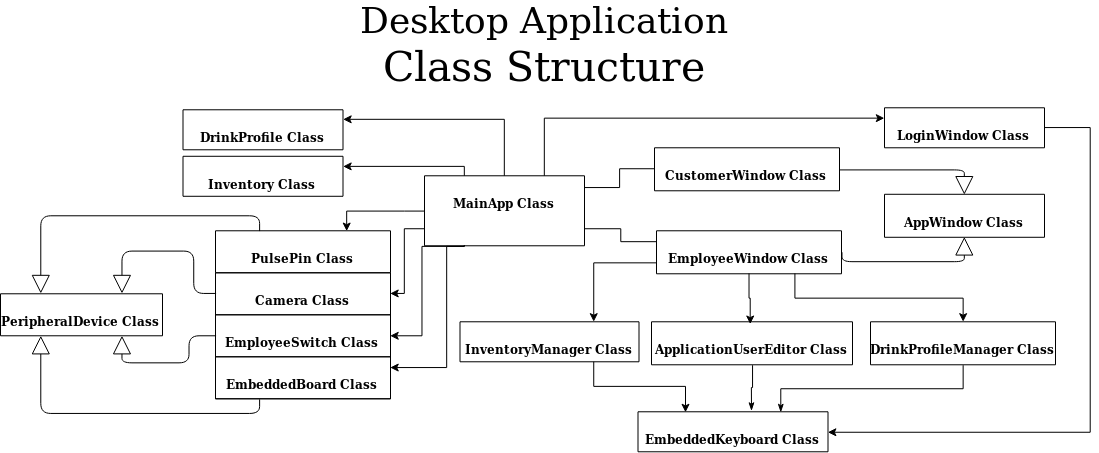 Desktop Application
Class Structure
DrinkProfile Class
LoginWindow Class
Inventory Class
CustomerWindow Class
MainApp Class
AppWindow Class
PulsePin Class
EmployeeWindow Class
Camera Class
PeripheralDevice Class
EmployeeSwitch Class
InventoryManager Class
ApplicationUserEditor Class
DrinkProfileManager Class
EmbeddedBoard Class
EmbeddedKeyboard Class